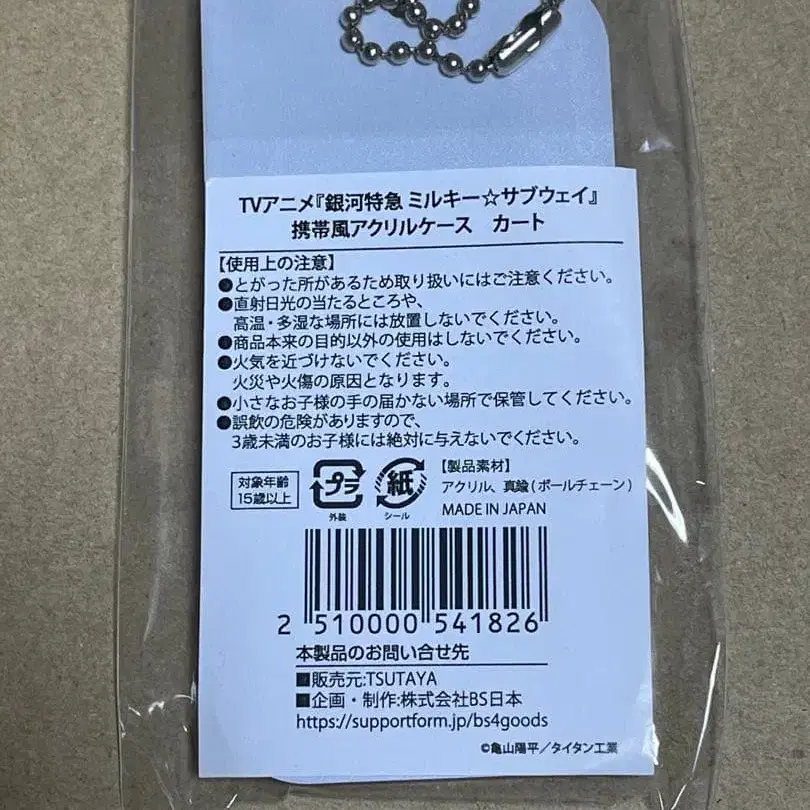 TVアニメ『銀河特急 ミルキー☆サブウェイ』
携帯風アクリルケース　カート
【使用上の注意】
●とがった所があるため取り扱いにはご注意ください。
●直射日光の当たるところや、
高温・多湿な場所には放置しないでください。
●商品本来の目的以外の使用はしないでください。
●火気を近づけないでください。
火災や火傷の原因となります。
●小さなお子様の手の届かない場所で保管してください。
●誤飲の危険がありますので、
3歳未満のお子様には絶対に与えないでください。
対象年齢
15歳以上
プラ
外装
紙
シール
【製品素材】
アクリル、真鍮(ボールチェーン)
MADE IN JAPAN
2 510000 541826
本製品のお問い合せ先
■販売元:TSUTAYA
■企画・制作:株式会社BS日本
https://supportform.jp/bs4goods
©亀山陽平/タイタン工業